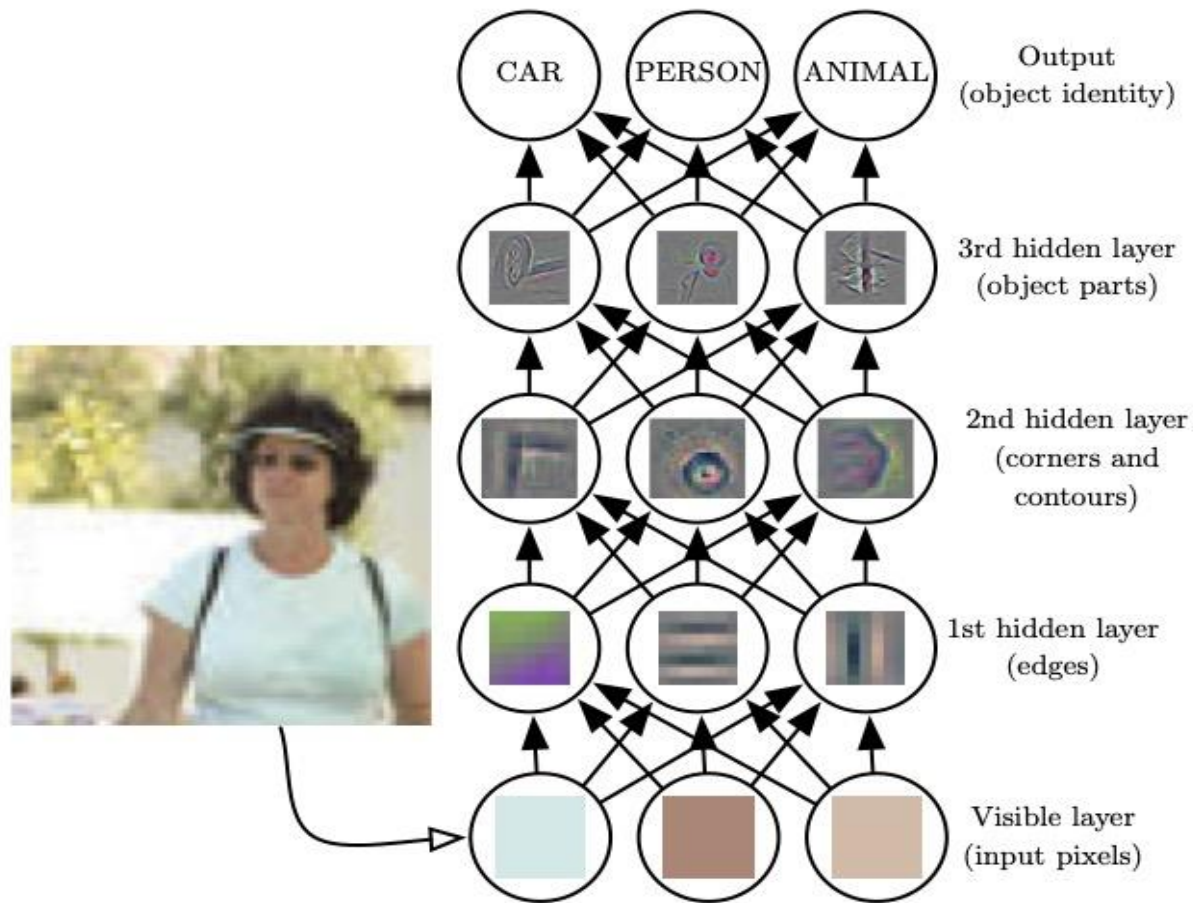 CAR
PERSON
ANIMAL
Output
(object identity)
3rd hidden layer
(object parts)
2nd hidden layer
(corners and
contours)
1st hidden layer
(edges)
Visible layer
(input pixels)